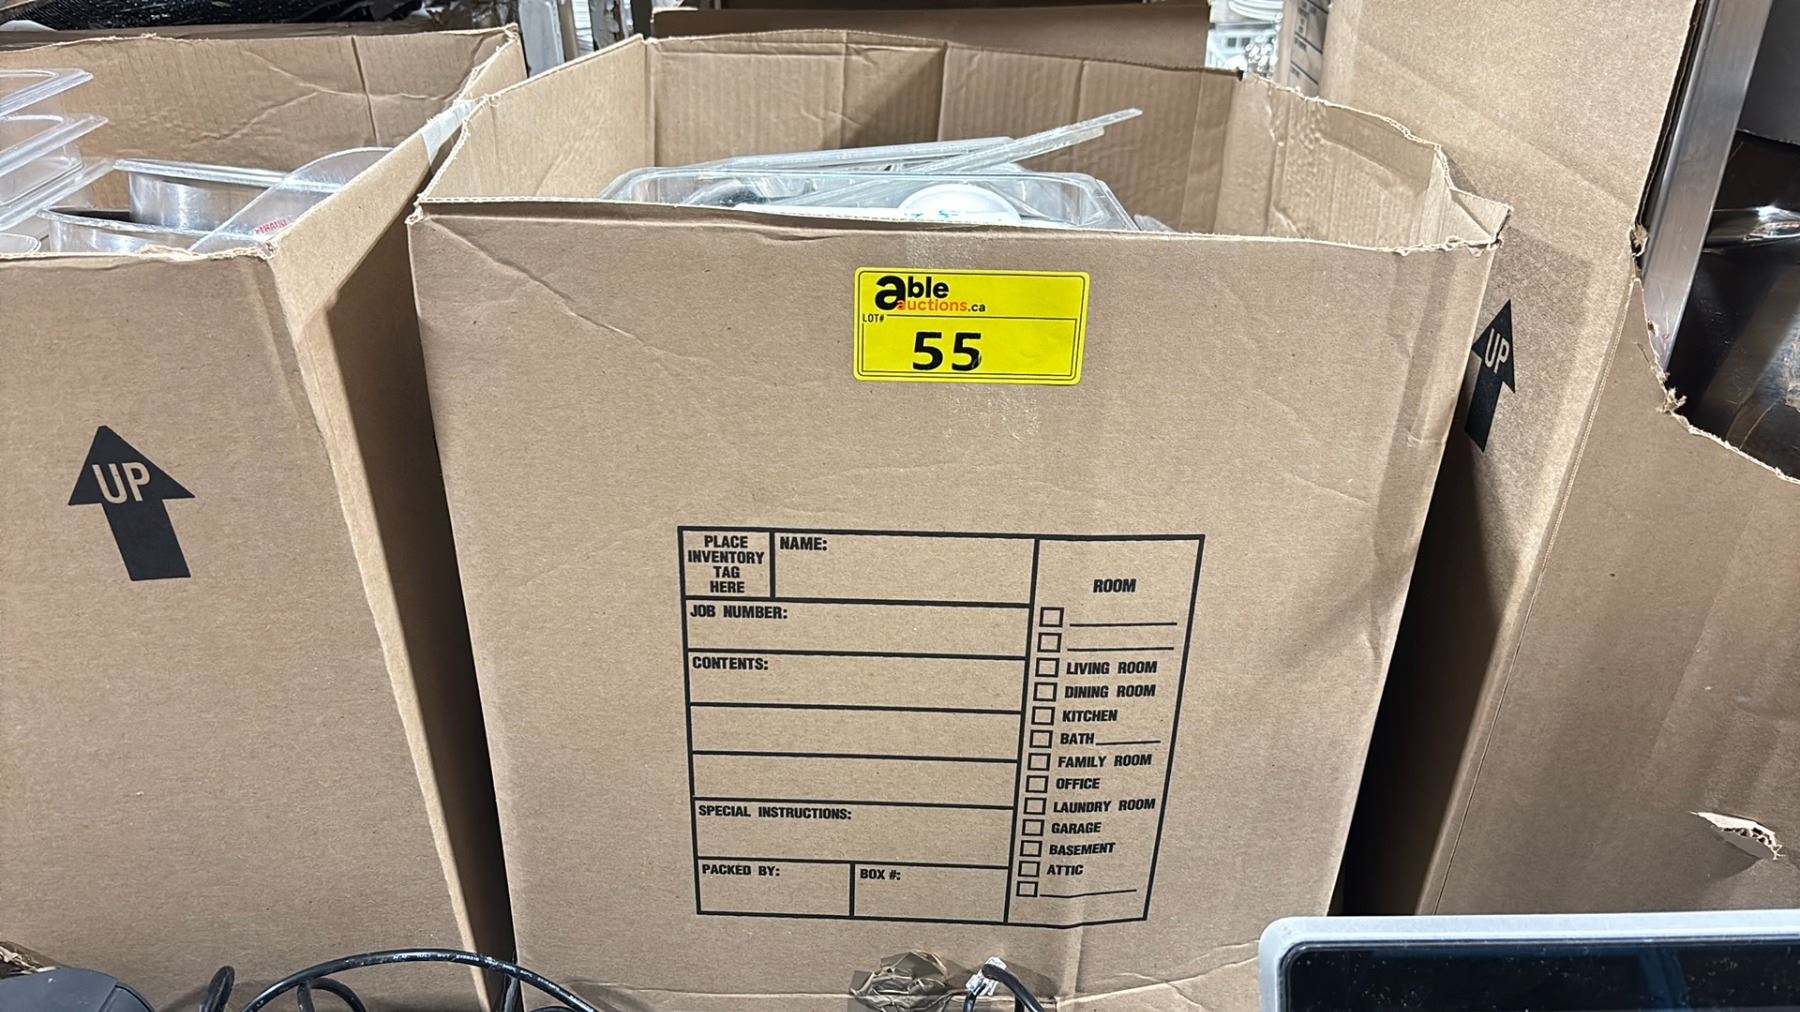 able
auctions.ca
LOT#
55
UP
UP
PLACE
INVENTORY
TAG
HERE
NAME:
ROOM
JOB NUMBER:
CONTENTS:
LIVING ROOM
DINING ROOM
KITCHEN
BATH
FAMILY ROOM
OFFICE
LAUNDRY ROOM
GARAGE
BASEMENT
ATTIC
SPECIAL INSTRUCTIONS:
PACKED BY:
BOX #: